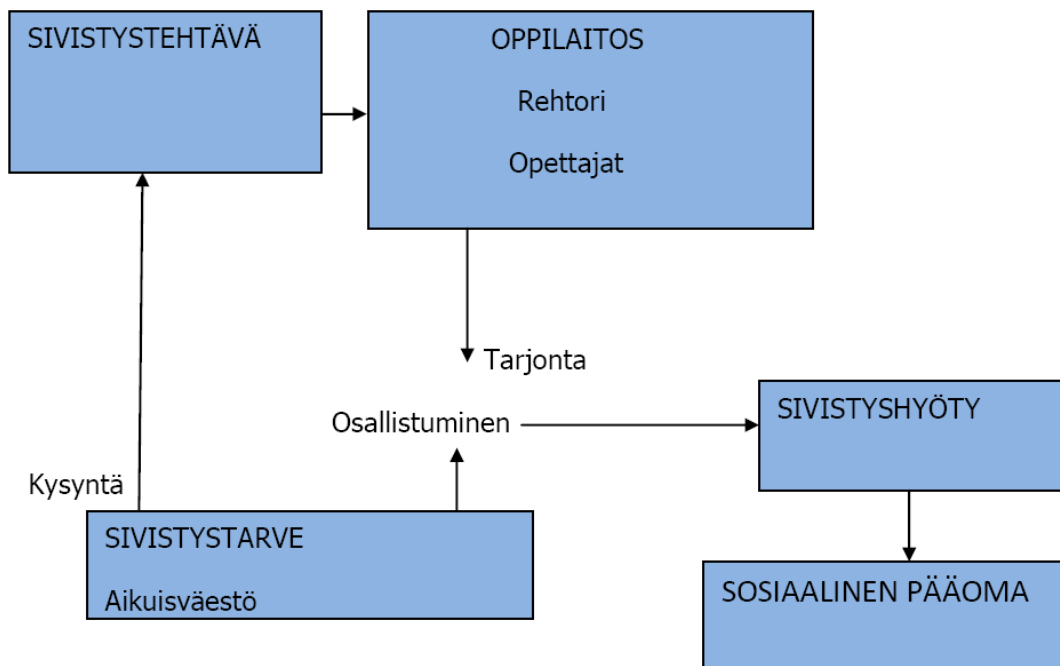 SIVISTYSTEHTÄVÄ
OPPILAITOS
Rehtori
Opettajat
Tarjonta
Osallistuminen
SIVISTYSHYÖTY
Kysyntä
SIVISTYSTARVE
Aikuisväestö
SOSIAALINEN PÄÄOMA